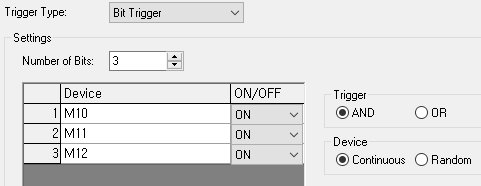 Trigger Type: Bit Trigger
Settings
Number of Bits: 3
Device ON/OFF
1 M10 ON
2 M11 ON
3 M12 ON
Trigger
AND OR
Device
Continuous Random